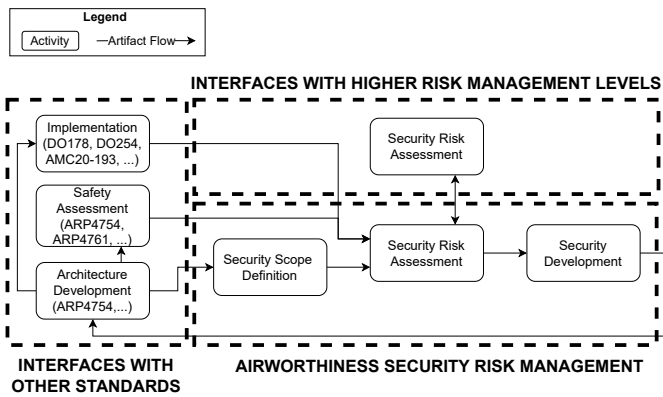 Legend
Activity
Artifact Flow
INTERFACES WITH HIGHER RISK MANAGEMENT LEVELS
Implementation
(DO178, DO254,
AMC20-193, ...)
Security Risk
Assessment
Safety
Assessment
(ARP4754,
ARP4761, ...)
Architecture
Development
(ARP4754,...)
Security Scope
Definition
Security Risk
Assessment
Security
Development
INTERFACES WITH
OTHER STANDARDS
AIRWORTHINESS SECURITY RISK MANAGEMENT